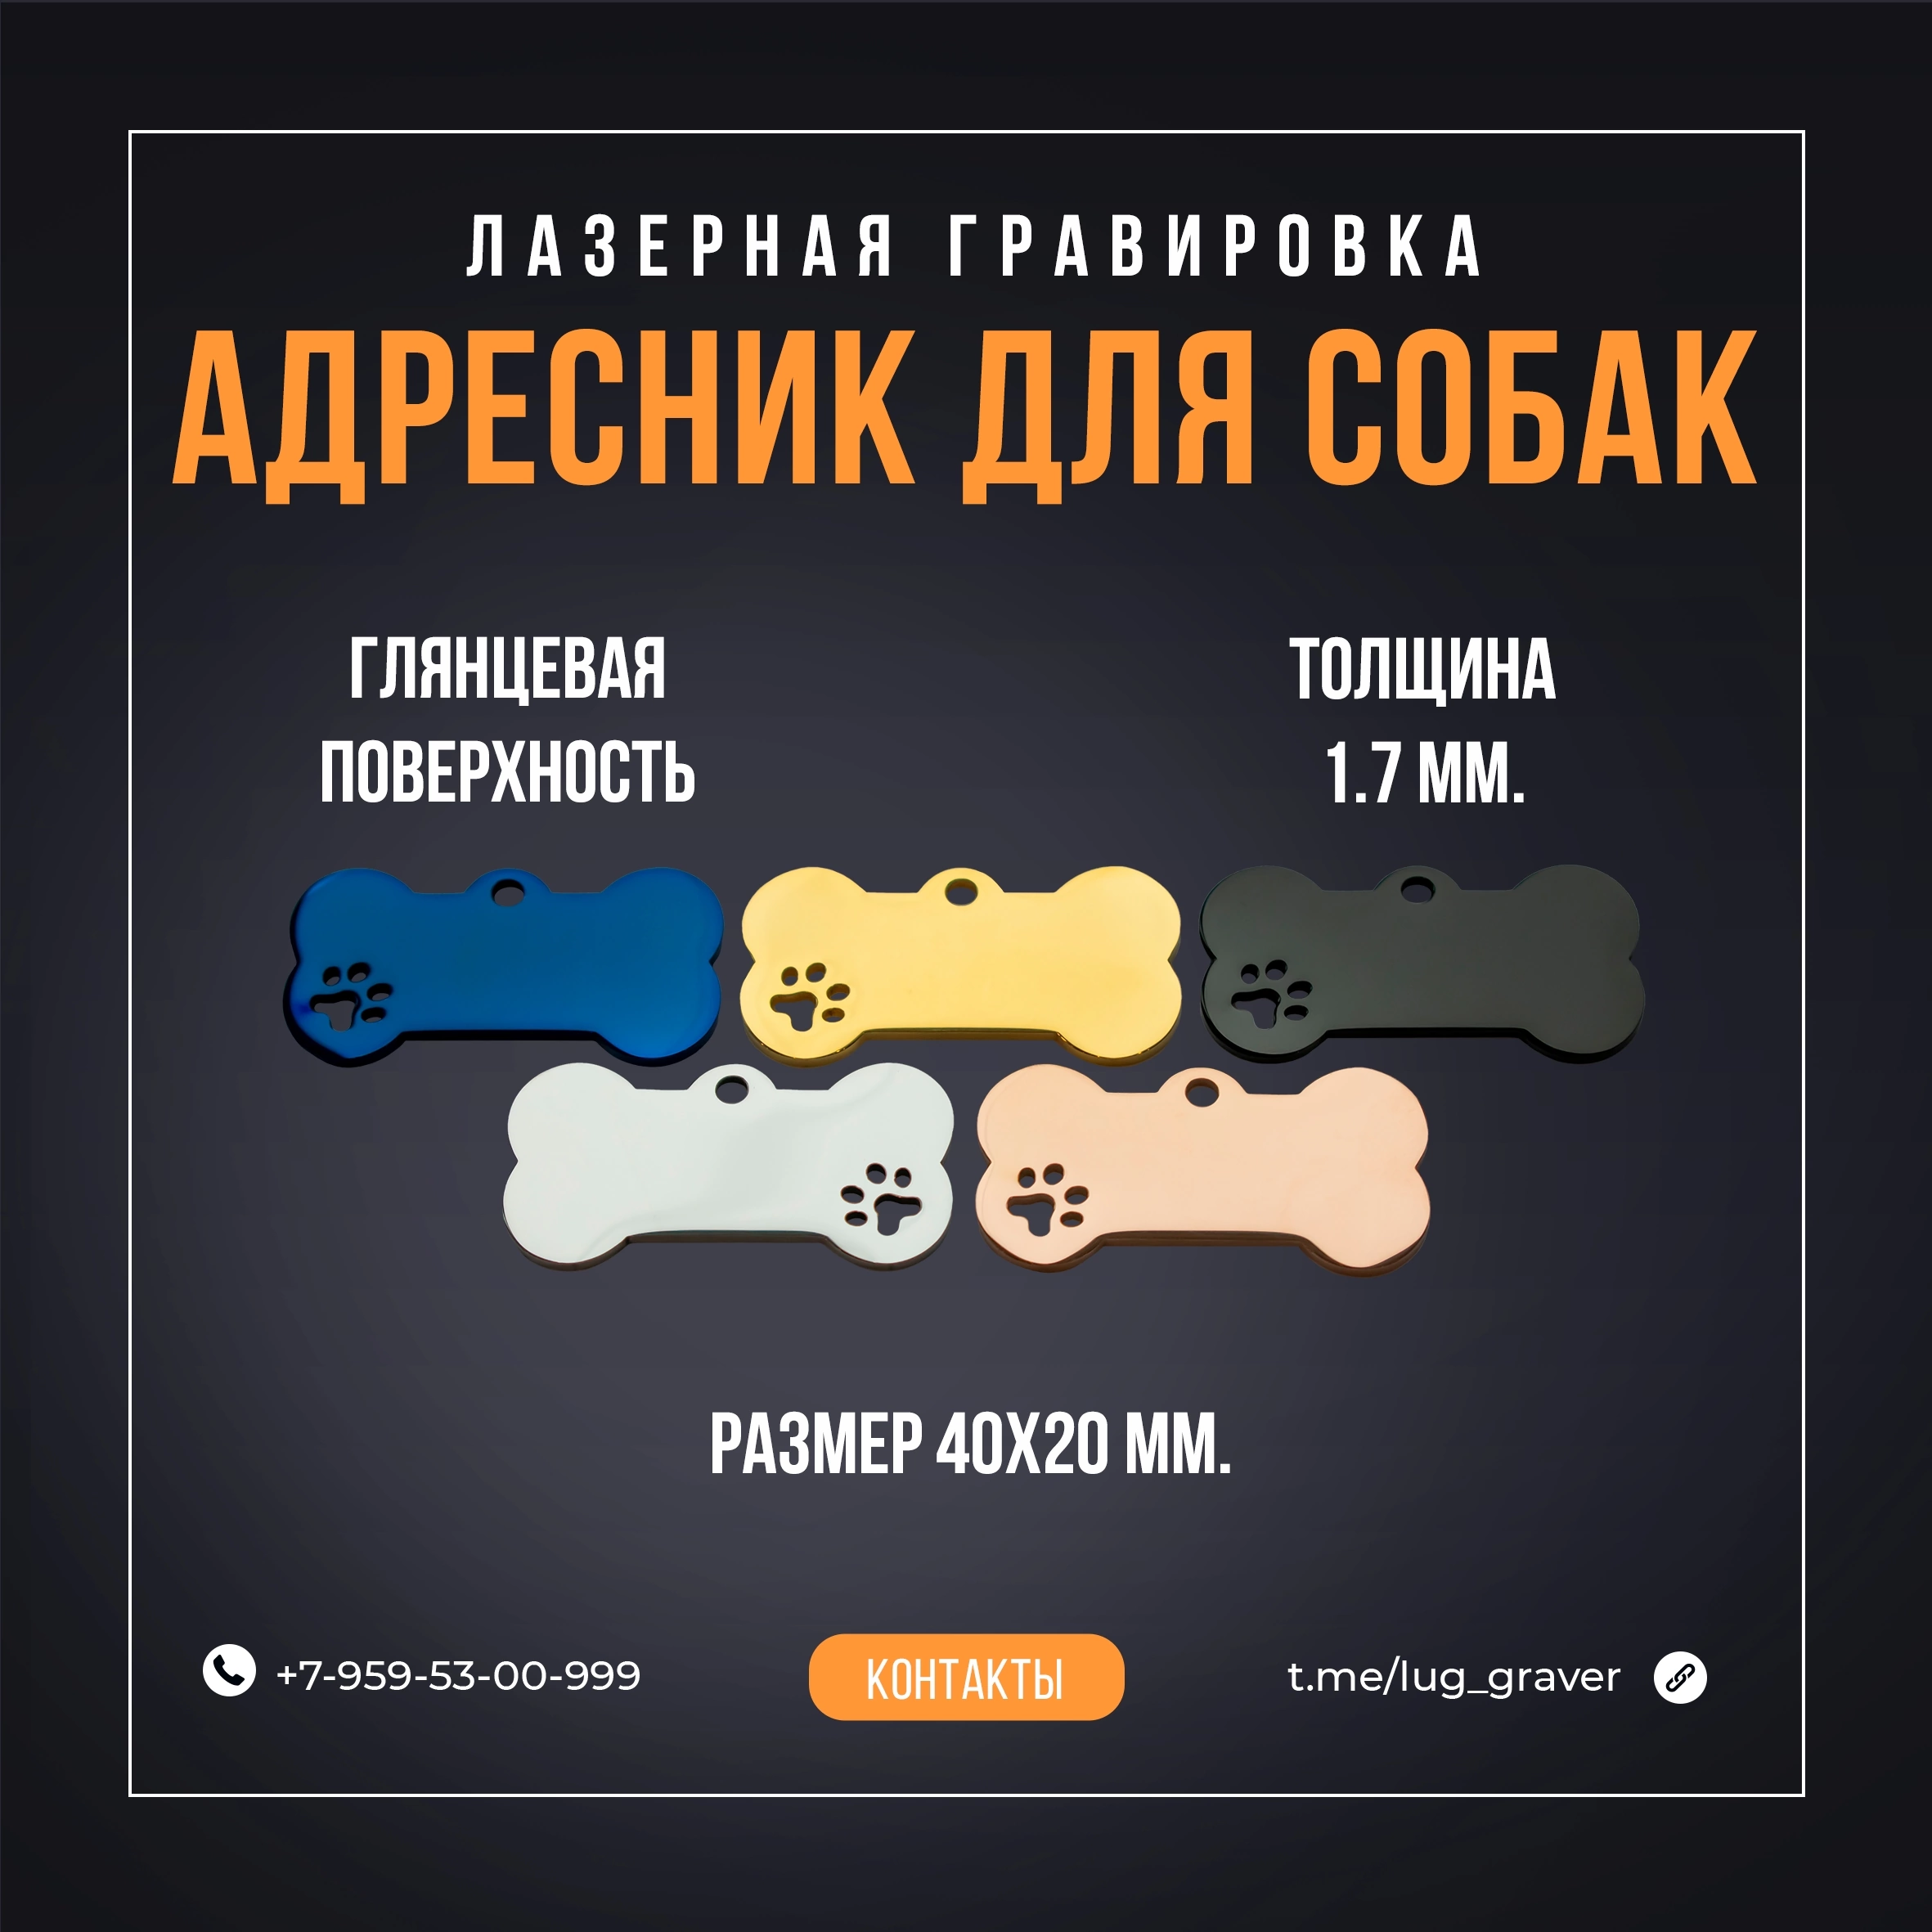 ЛАЗЕРНАЯ ГРАВИРОВКА
АДРЕСНИК ДЛЯ СОБАК
ГЛЯНЦЕВАЯ
ПОВЕРХНОСТЬ
ТОЛЩИНА
1.7 ММ.
РАЗМЕР 40Х20 ММ.
+7-959-53-00-999
КОНТАКТЫ
t.me/lug_graver